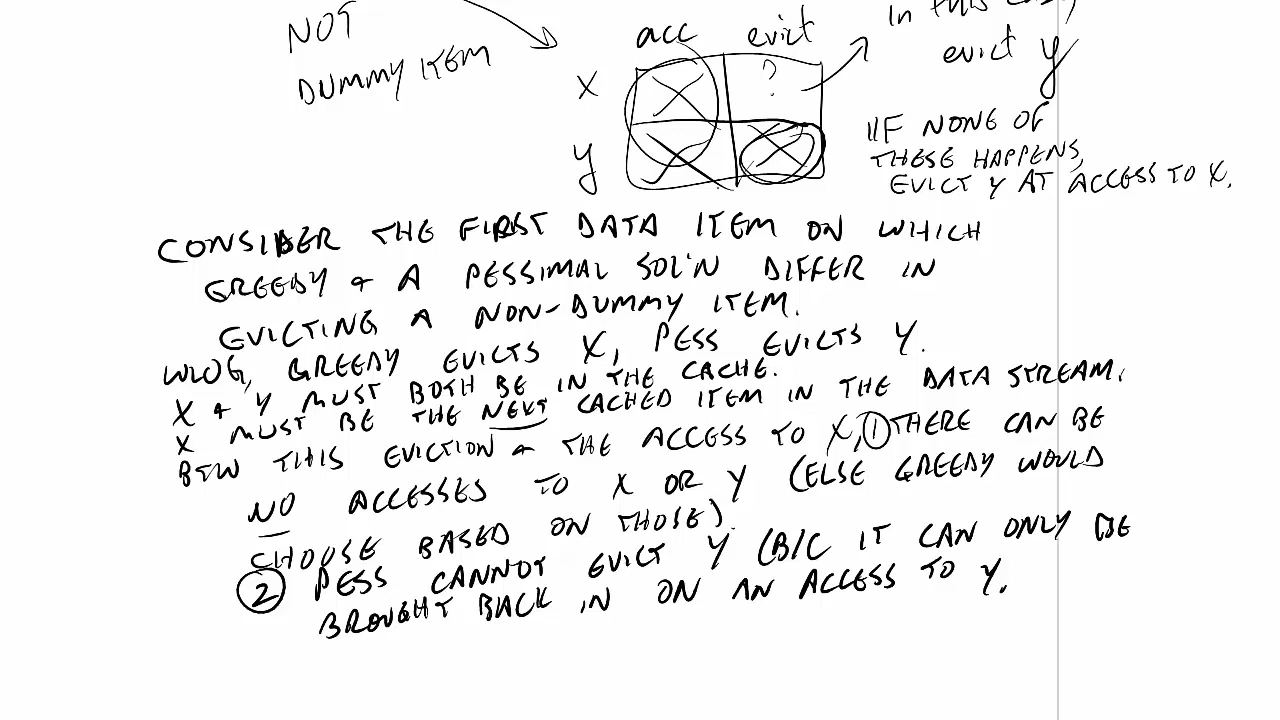 NOT
DUMMY ITEM
acc evict
In this case,
evict y
x ?
y
IF NONE OF
THESE HAPPENS,
EVICT Y AT ACCESS TO X.
CONSIDER THE FIRST DATA ITEM ON WHICH
GREEDY & A PESSIMAL SOL'N DIFFER IN
EVICTING A NON-DUMMY ITEM.
WLOG, GREEDY EVICTS X, PESS EVICTS Y.
X & Y MUST BOTH BE IN THE CACHE.
X MUST BE THE NEXT CACHED ITEM IN THE DATA STREAM.
BTW THIS EVICTION & THE ACCESS TO X, ① THERE CAN BE
NO ACCESSES TO X OR Y (ELSE GREEDY WOULD
CHOOSE BASED ON THOSE).
② PESS CANNOT EVICT Y (B/C IT CAN ONLY BE
BROUGHT BACK IN ON AN ACCESS TO Y.